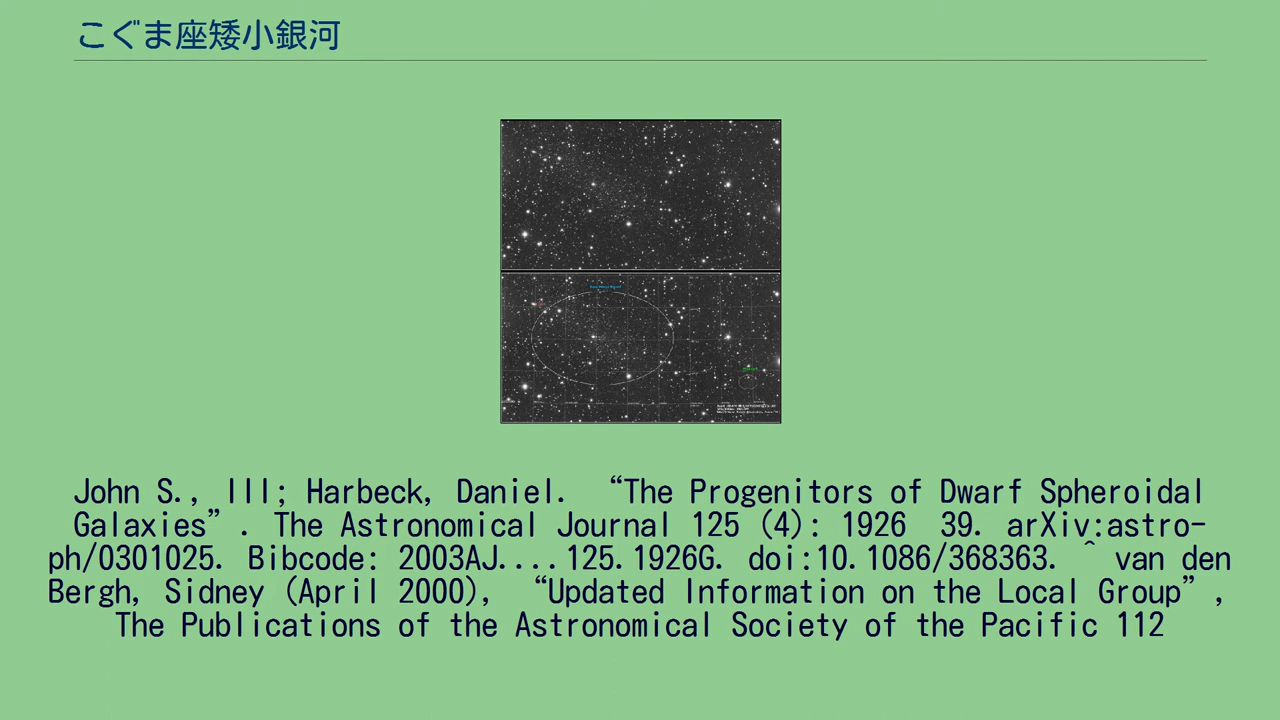 こぐま座矮小銀河
John S., III; Harbeck, Daniel. “The Progenitors of Dwarf Spheroidal
Galaxies”. The Astronomical Journal 125 (4): 1926 39. arXiv:astro-
ph/0301025. Bibcode: 2003AJ....125.1926G. doi:10.1086/368363. ^ van den
Bergh, Sidney (April 2000), “Updated Information on the Local Group”,
The Publications of the Astronomical Society of the Pacific 112